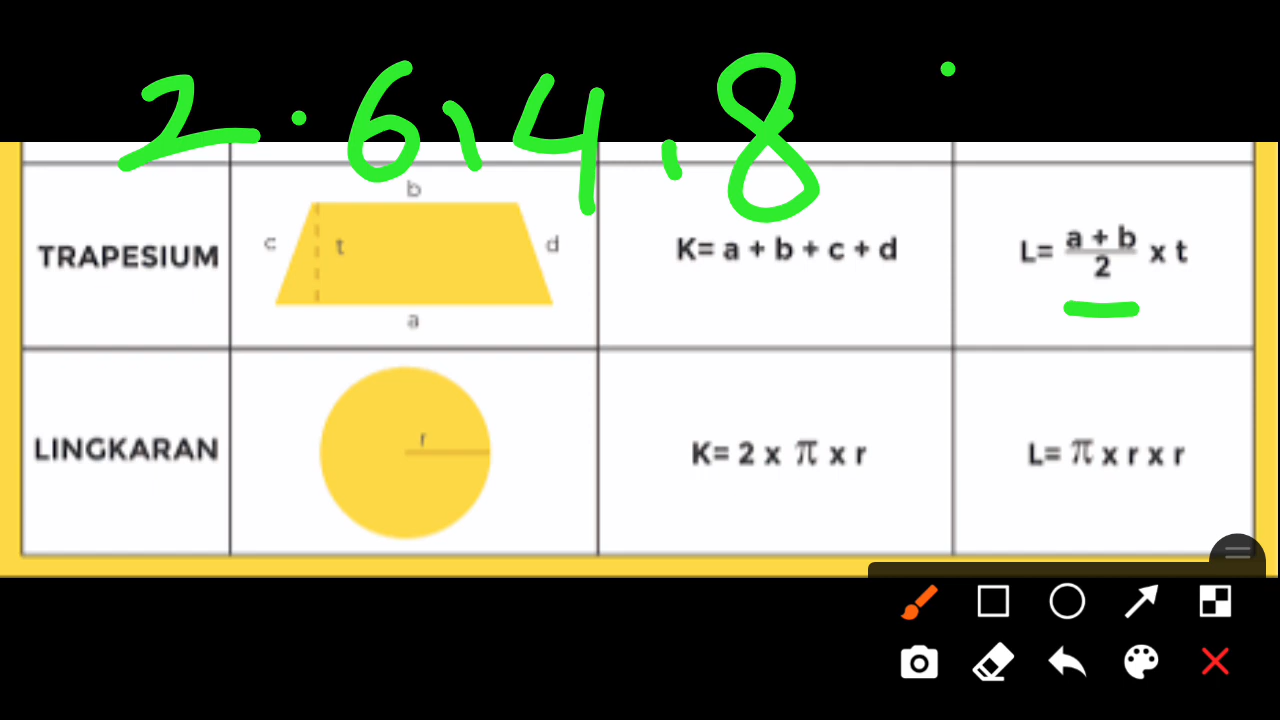 2 . 6 , 4 , 8 .
b
TRAPESIUM c t d K= a + b + c + d L= a + b / 2 x t
a
LINGKARAN r K= 2 x π x r L= π x r x r